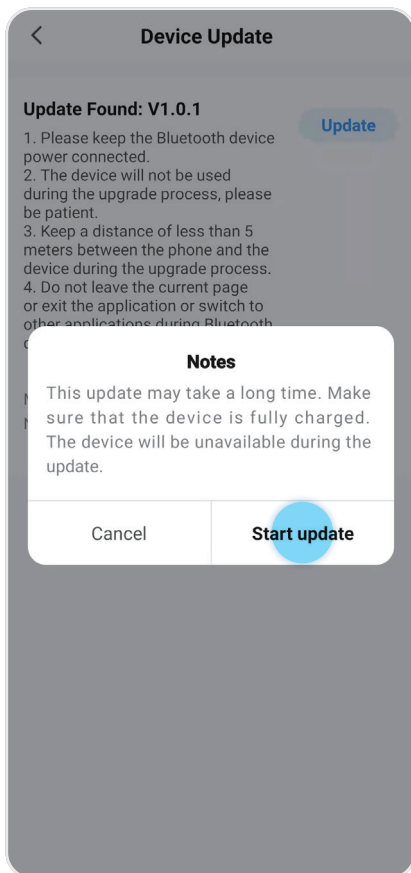 Device Update
Update Found: V1.0.1
Update
1. Please keep the Bluetooth device
power connected.
2. The device will not be used
during the upgrade process, please
be patient.
3. Keep a distance of less than 5
meters between the phone and the
device during the upgrade process.
4. Do not leave the current page
or exit the application or switch to
other applications during Bluetooth
Notes
This update may take a long time. Make
sure that the device is fully charged.
The device will be unavailable during the
update.
Cancel
Start update